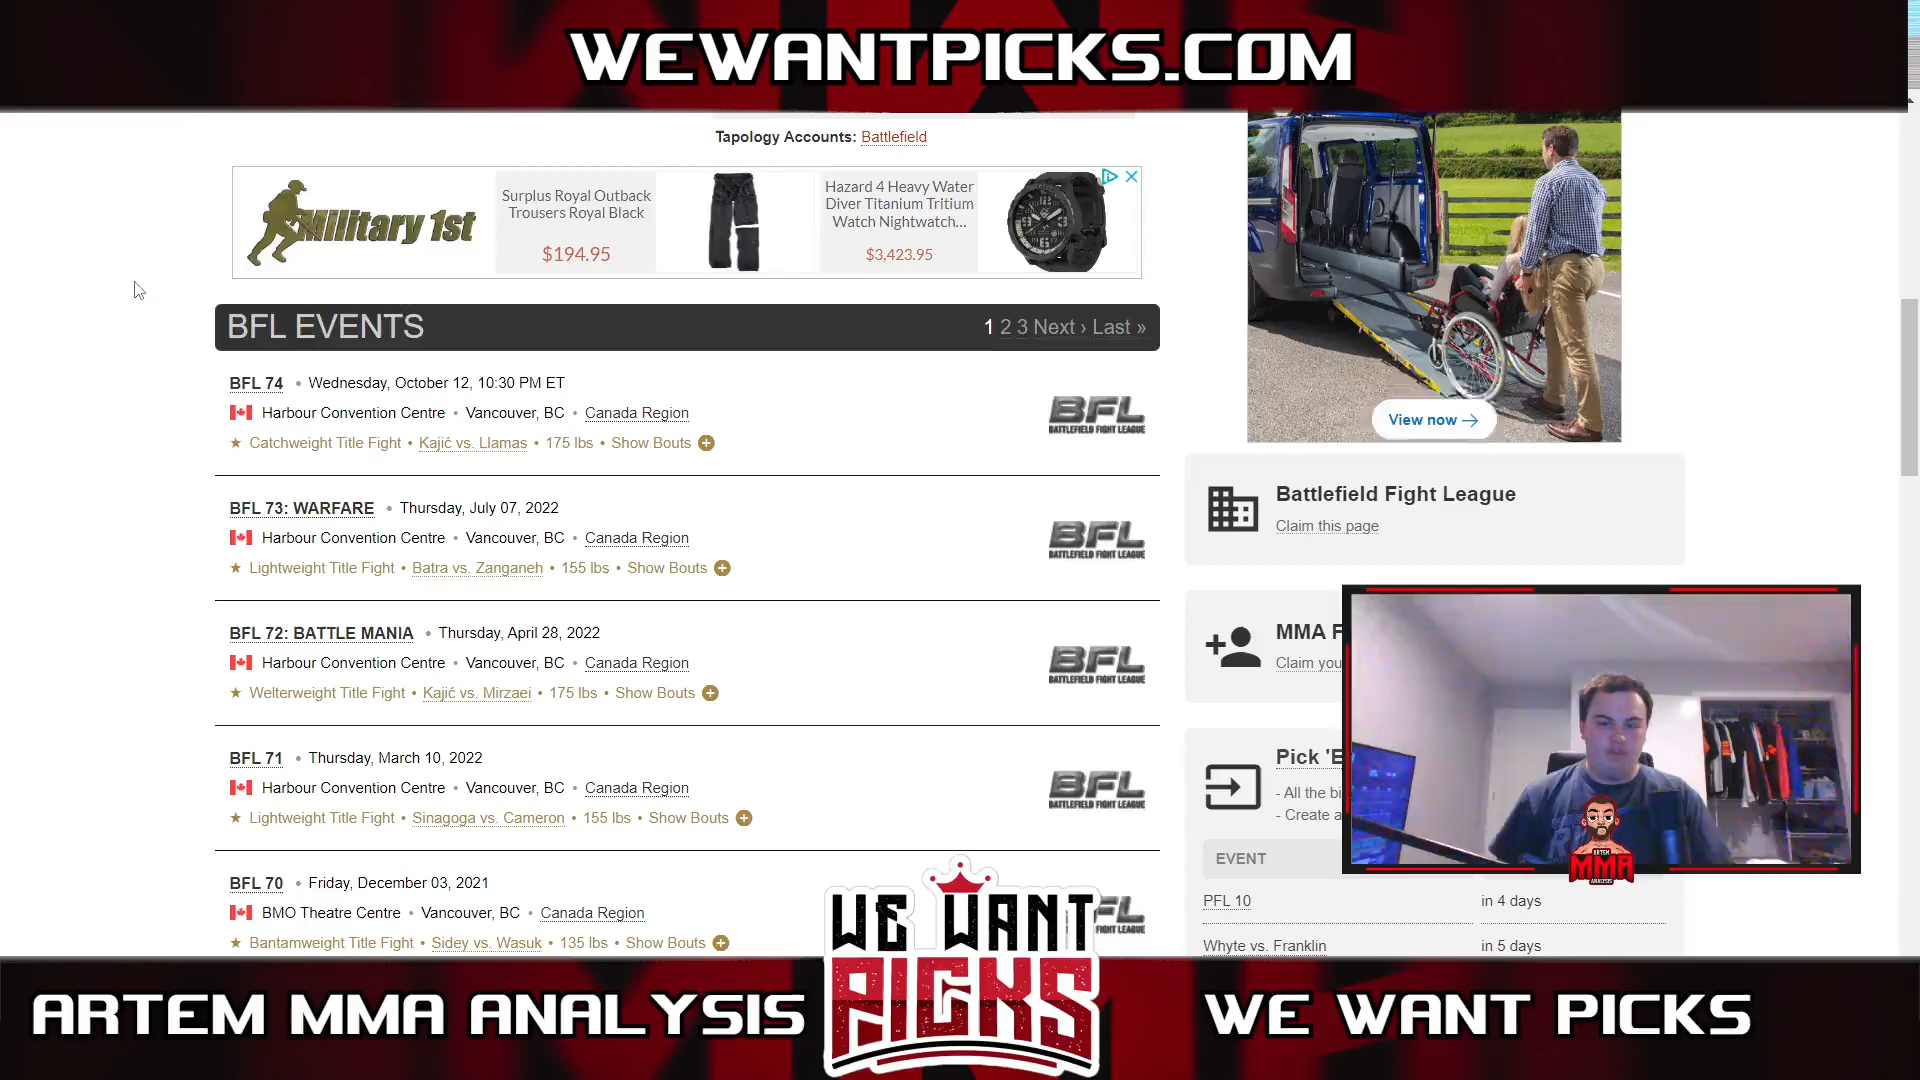 WEWANTPICKS.COM
Tapology Accounts: Battlefield
Military 1st
Surplus Royal Outback
Trousers Royal Black
$194.95
Hazard 4 Heavy Water
Diver Titanium Tritium
Watch Nightwatch...
$3,423.95
View now →
BFL EVENTS
1 2 3 Next › Last »
BFL 74 • Wednesday, October 12, 10:30 PM ET
Harbour Convention Centre • Vancouver, BC • Canada Region
★ Catchweight Title Fight • Kajić vs. Llamas • 175 lbs • Show Bouts
BFL
BATTLEFIELD FIGHT LEAGUE
BFL 73: WARFARE • Thursday, July 07, 2022
Harbour Convention Centre • Vancouver, BC • Canada Region
★ Lightweight Title Fight • Batra vs. Zanganeh • 155 lbs • Show Bouts
BFL
BATTLEFIELD FIGHT LEAGUE
BFL 72: BATTLE MANIA • Thursday, April 28, 2022
Harbour Convention Centre • Vancouver, BC • Canada Region
★ Welterweight Title Fight • Kajić vs. Mirzaei • 175 lbs • Show Bouts
BFL
BATTLEFIELD FIGHT LEAGUE
BFL 71 • Thursday, March 10, 2022
Harbour Convention Centre • Vancouver, BC • Canada Region
★ Lightweight Title Fight • Sinagoga vs. Cameron • 155 lbs • Show Bouts
BFL
BATTLEFIELD FIGHT LEAGUE
BFL 70 • Friday, December 03, 2021
BMO Theatre Centre • Vancouver, BC • Canada Region
★ Bantamweight Title Fight • Sidey vs. Wasuk • 135 lbs • Show Bouts
FL
LEAGUE
Battlefield Fight League
Claim this page
MMA F
Claim you
Pick 'E
- All the bi
- Create a
EVENT
PFL 10 in 4 days
Whyte vs. Franklin in 5 days
ARTEM
MMA
ANALYSIS
ARTEM MMA ANALYSIS
WE WANT
PICKS
WE WANT PICKS